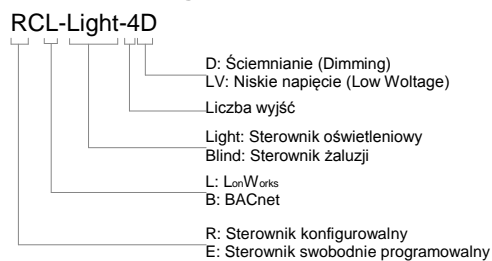 RCL-Light-4D
D: Ściemnianie (Dimming)
LV: Niskie napięcie (Low Woltage)
Liczba wyjść
Light: Sterownik oświetleniowy
Blind: Sterownik żaluzji
L: LonWorks
B: BACnet
R: Sterownik konfigurowalny
E: Sterownik swobodnie programowalny